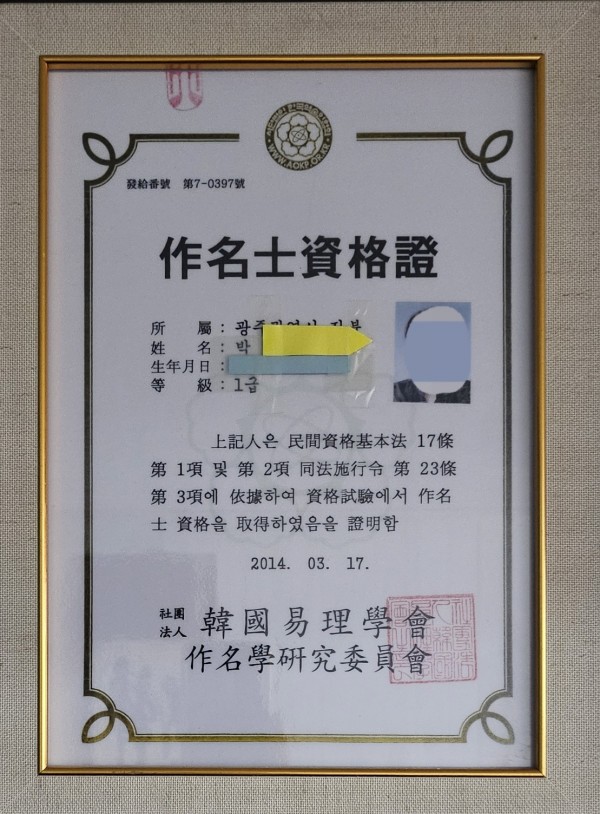 發給番號 第7-0397號
WWW.AOKP.OR.KR
作名士資格證
所 屬 :
姓 名 : 박
生年月日 :
等 級 : 1급
上記人은 民間資格基本法 17條
第 1項 및 第 2項 同法施行令 第 23條
第 3項에 依據하여 資格試驗에서 作名
士 資格을 取得하였음을 證明함
2014. 03. 17.
社團
法人 韓國易理學會
作名學硏究委員會